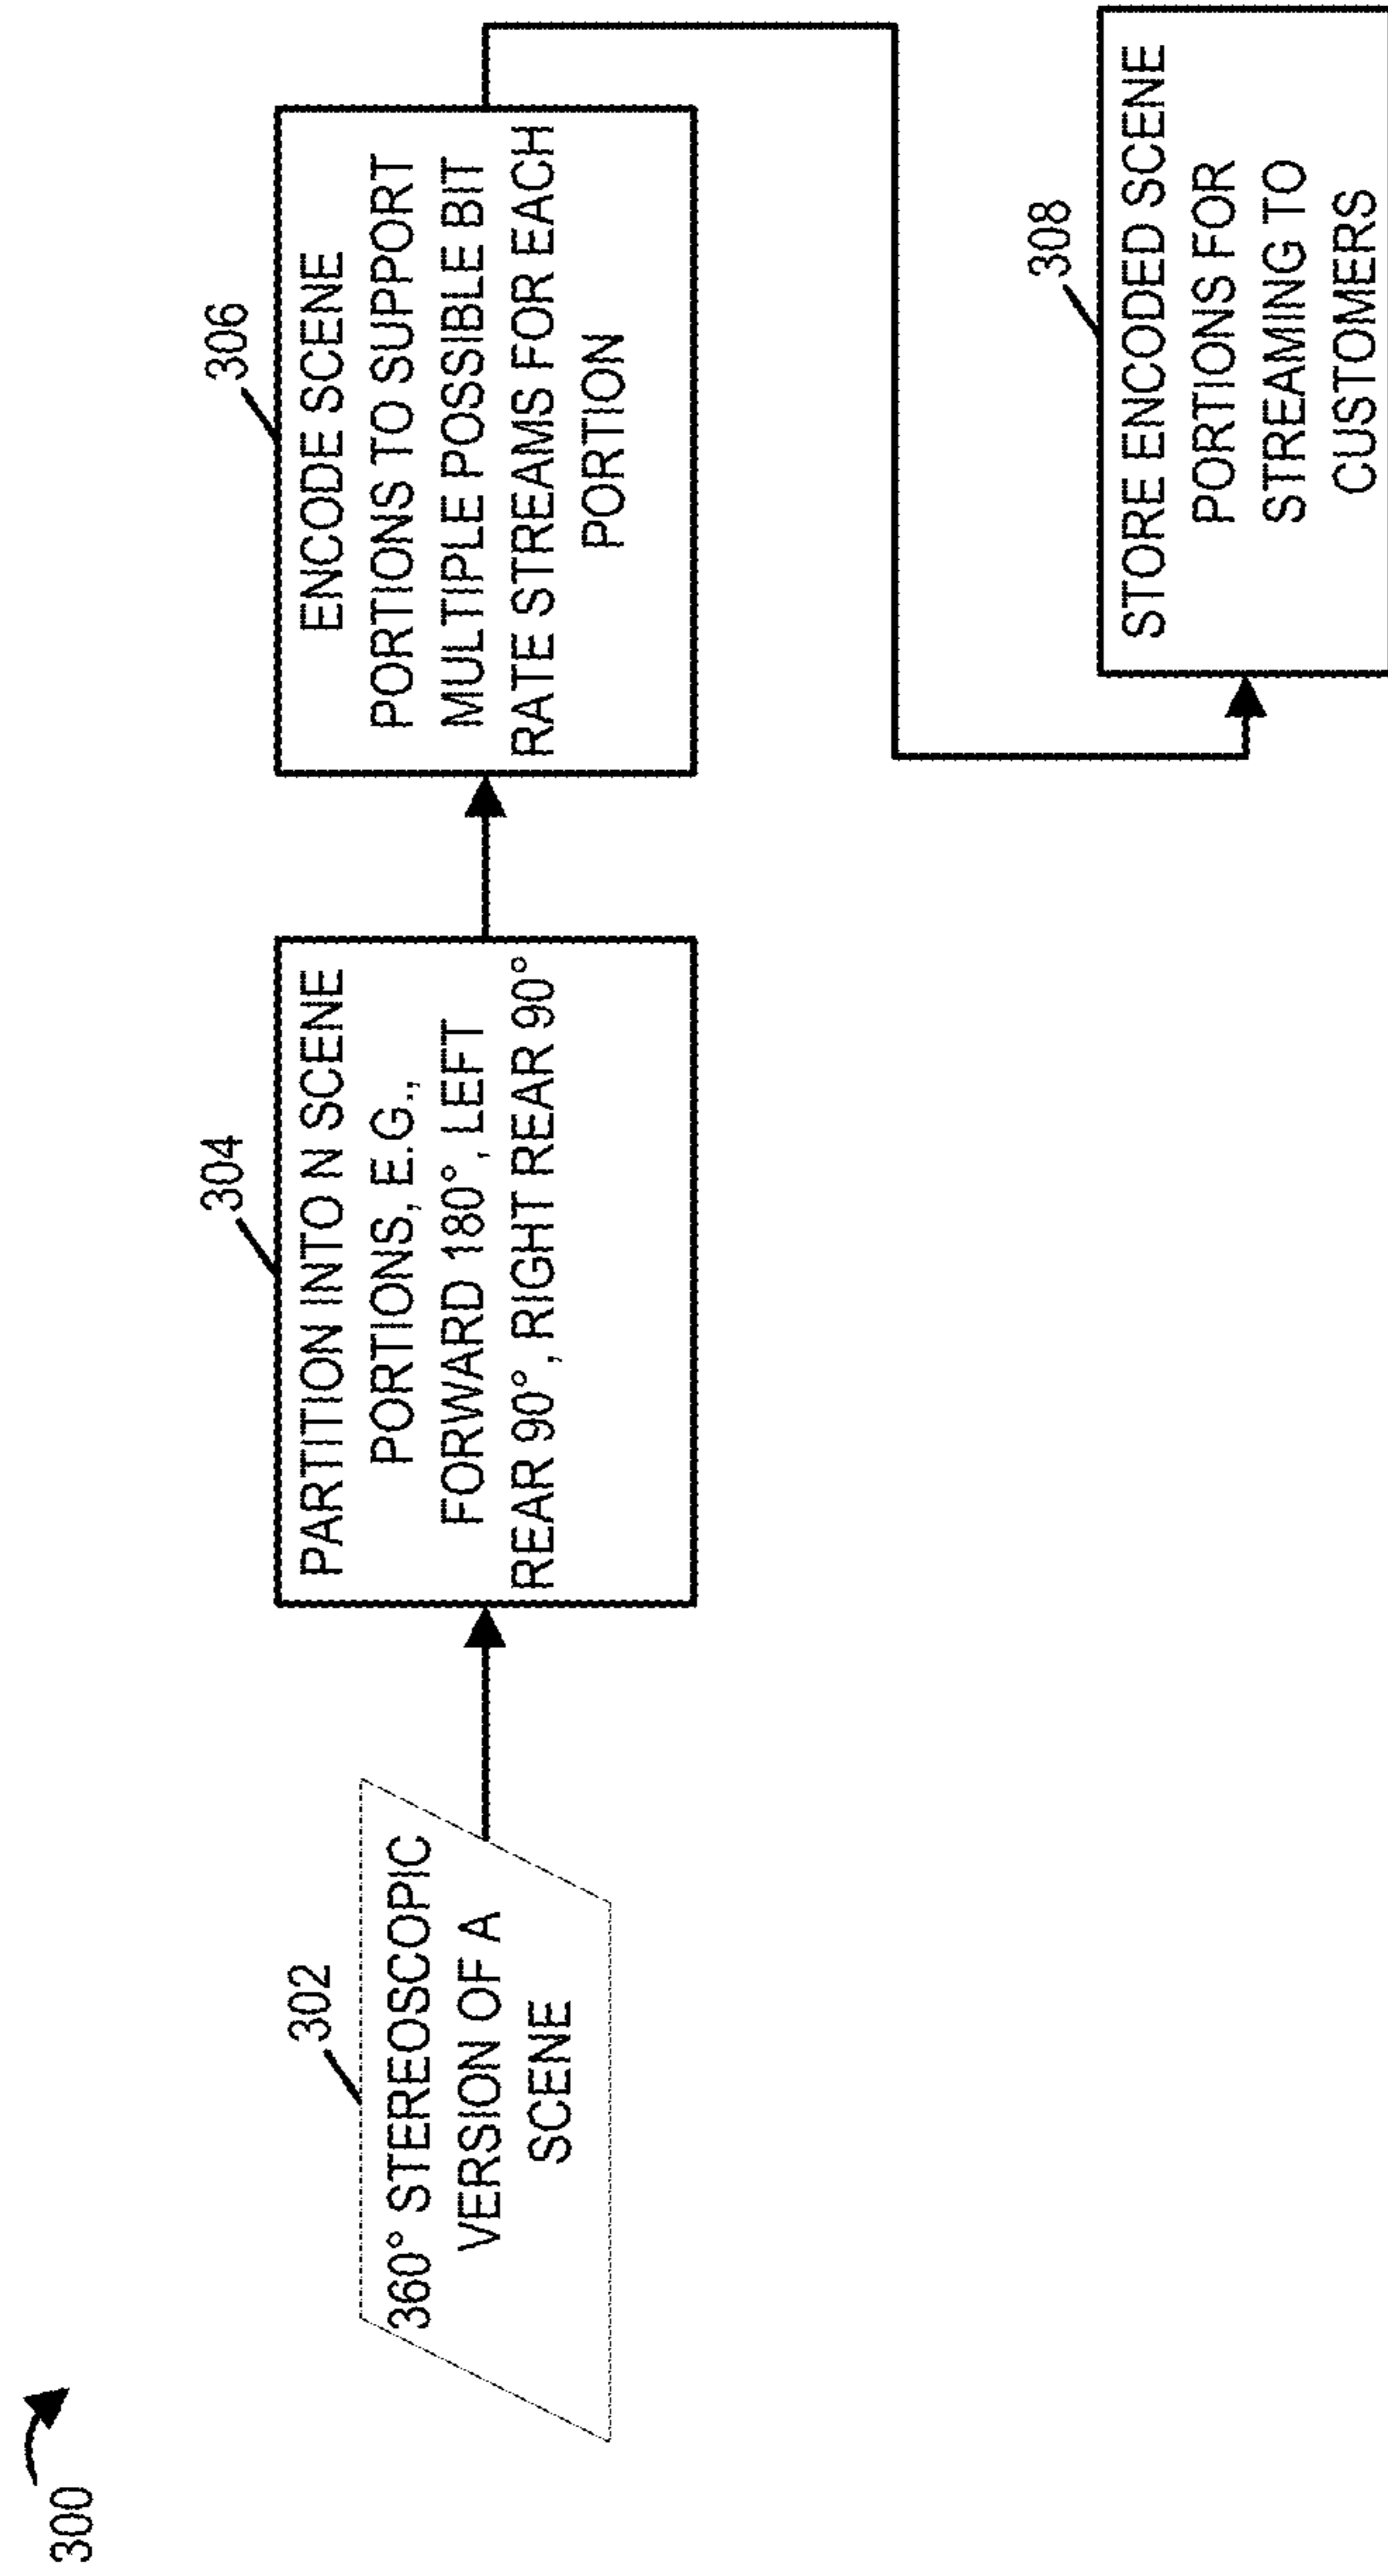 300
302
360° STEREOSCOPIC
VERSION OF A
SCENE
304
PARTITION INTO N SCENE
PORTIONS, E.G.,
FORWARD 180°, LEFT
REAR 90°, RIGHT REAR 90°
306
ENCODE SCENE
PORTIONS TO SUPPORT
MULTIPLE POSSIBLE BIT
RATE STREAMS FOR EACH
PORTION
308
STORE ENCODED SCENE
PORTIONS FOR
STREAMING TO
CUSTOMERS